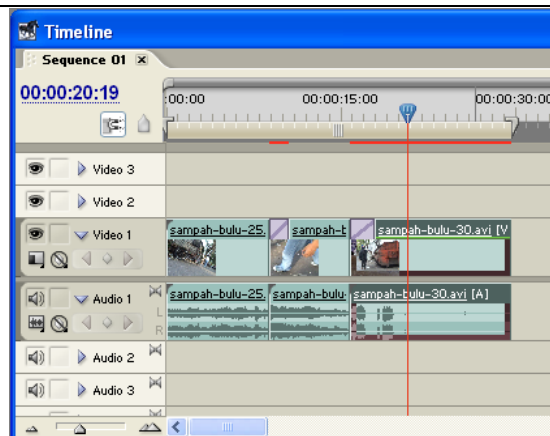 Timeline
Sequence 01
00:00:20:19
:00:00 00:00:15:00 00:00:30:00
Video 3
Video 2
Video 1
sampah-bulu-25. sampah-b sampah-bulu-30.avi [V
Audio 1
sampah-bulu-25. sampah-bulu- sampah-bulu-30.avi [A]
L
R
Audio 2
Audio 3